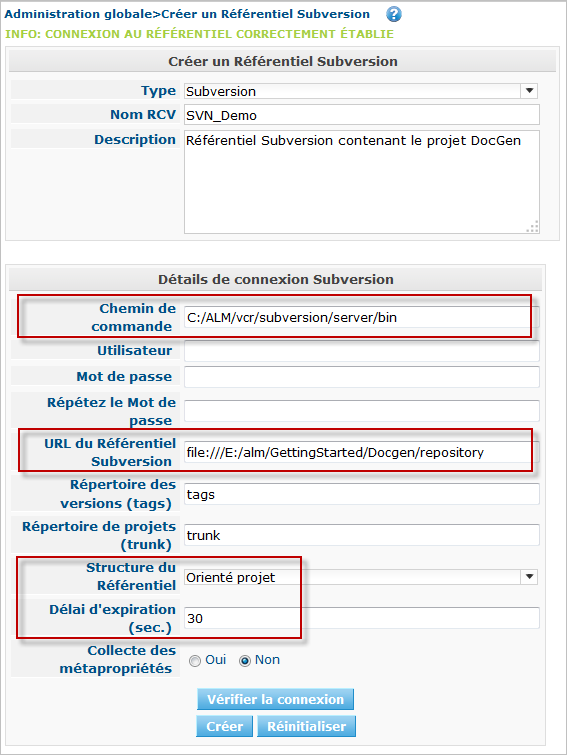 Administration globale>Créer un Référentiel Subversion ?
INFO: CONNEXION AU RÉFÉRENTIEL CORRECTEMENT ÉTABLIE
Créer un Référentiel Subversion
Type Subversion
Nom RCV SVN_Demo
Description Référentiel Subversion contenant le projet DocGen
Détails de connexion Subversion
Chemin de
commande
C:/ALM/vcr/subversion/server/bin
Utilisateur
Mot de passe
Répétez le Mot de
passe
URL du Référentiel
Subversion
file:///E:/alm/GettingStarted/Docgen/repository
Répertoire des
versions (tags)
tags
Répertoire de projets
(trunk)
trunk
Structure du
Référentiel
Orienté projet
Délai d'expiration
(sec.)
30
Collecte des
métapropriétés
Oui Non
Vérifier la connexion
Créer Réinitialiser